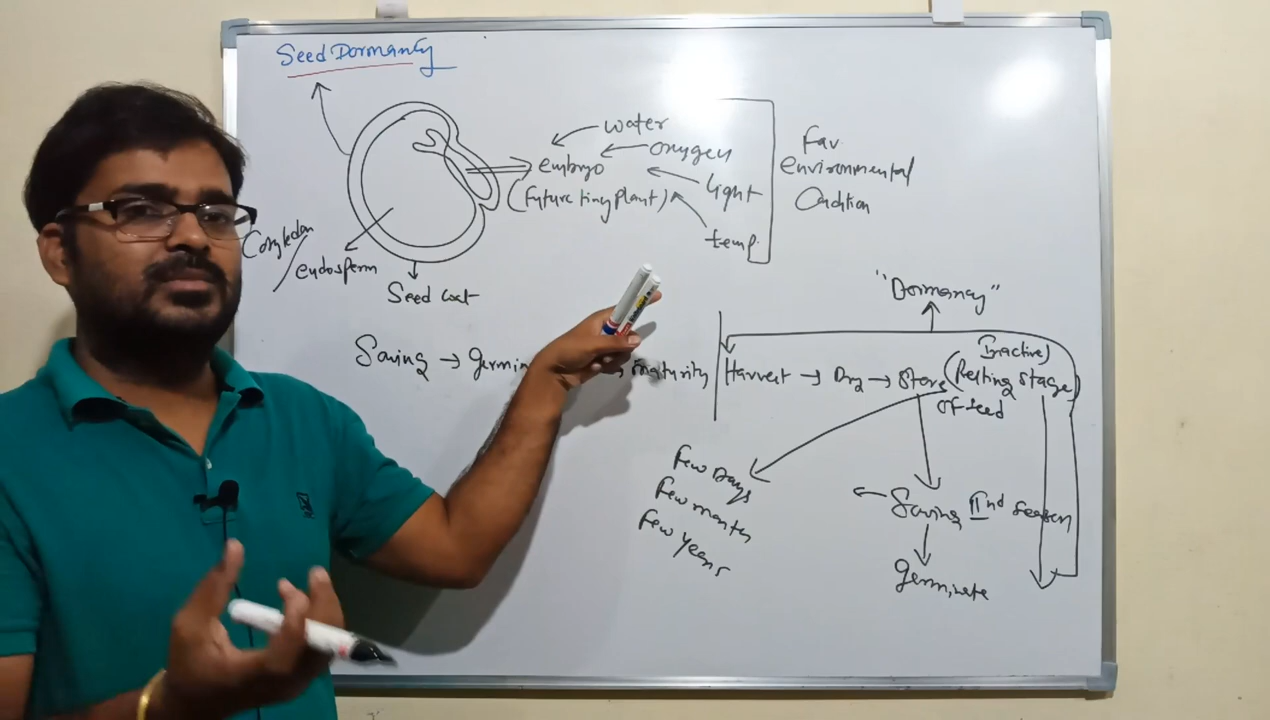 Seed Dormancy
water
oxygen
embryo
(future tiny plant)
light
temp.
Fav.
environmental
Condition
Cotyledon
endosperm
Seed coat
"Dormancy"
Sowing → Germin
maturity
Harvest → Dry → Store
(Inactive)
(Resting stage)
of seed
Few Days
Few months
Few years
Sowing IInd season
Germinate